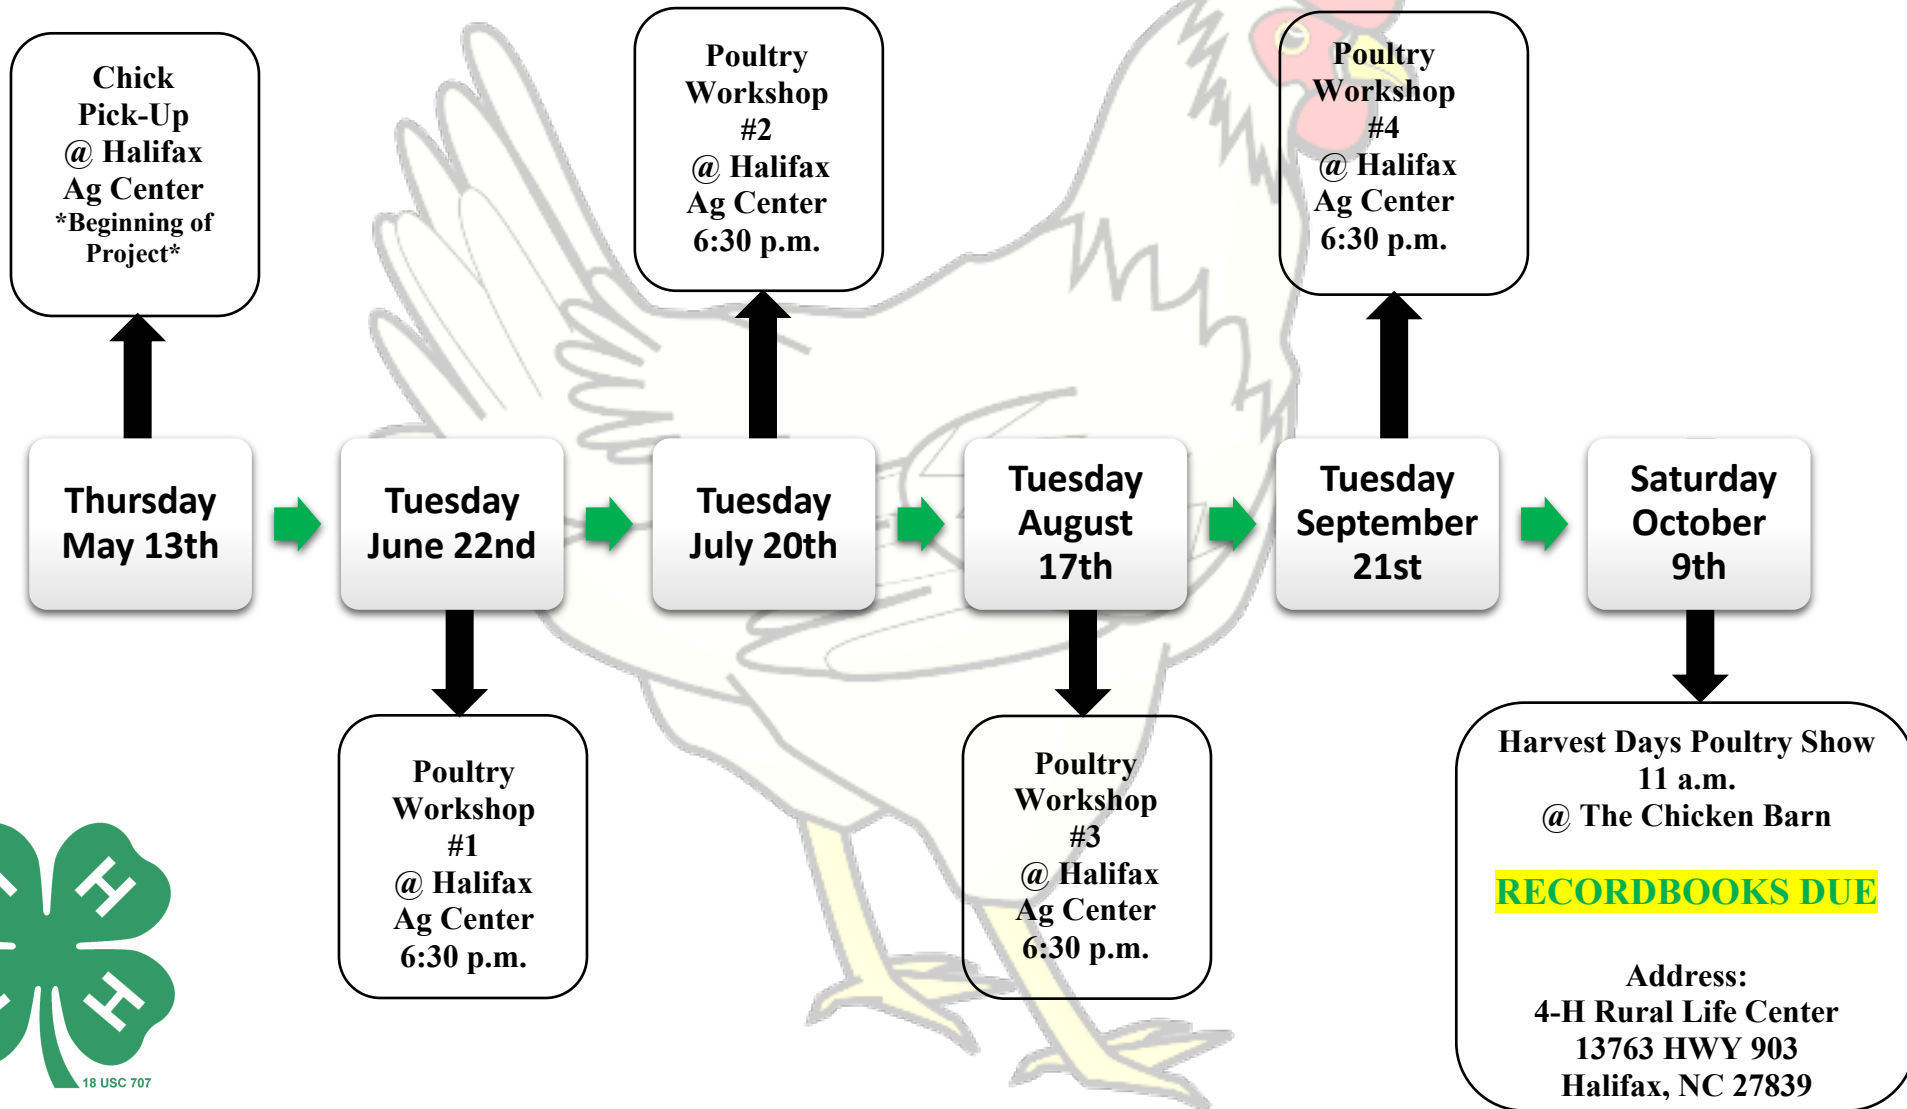 Chick
Pick-Up
@ Halifax
Ag Center
*Beginning of
Project*
Poultry
Workshop
#2
@ Halifax
Ag Center
6:30 p.m.
Poultry
Workshop
#4
@ Halifax
Ag Center
6:30 p.m.
Thursday
May 13th
Tuesday
June 22nd
Tuesday
July 20th
Tuesday
August
17th
Tuesday
September
21st
Saturday
October
9th
Poultry
Workshop
#1
@ Halifax
Ag Center
6:30 p.m.
Poultry
Workshop
#3
@ Halifax
Ag Center
6:30 p.m.
Harvest Days Poultry Show
11 a.m.
@ The Chicken Barn
RECORDBOOKS DUE
Address:
4-H Rural Life Center
13763 HWY 903
Halifax, NC 27839
H
H
18 USC 707